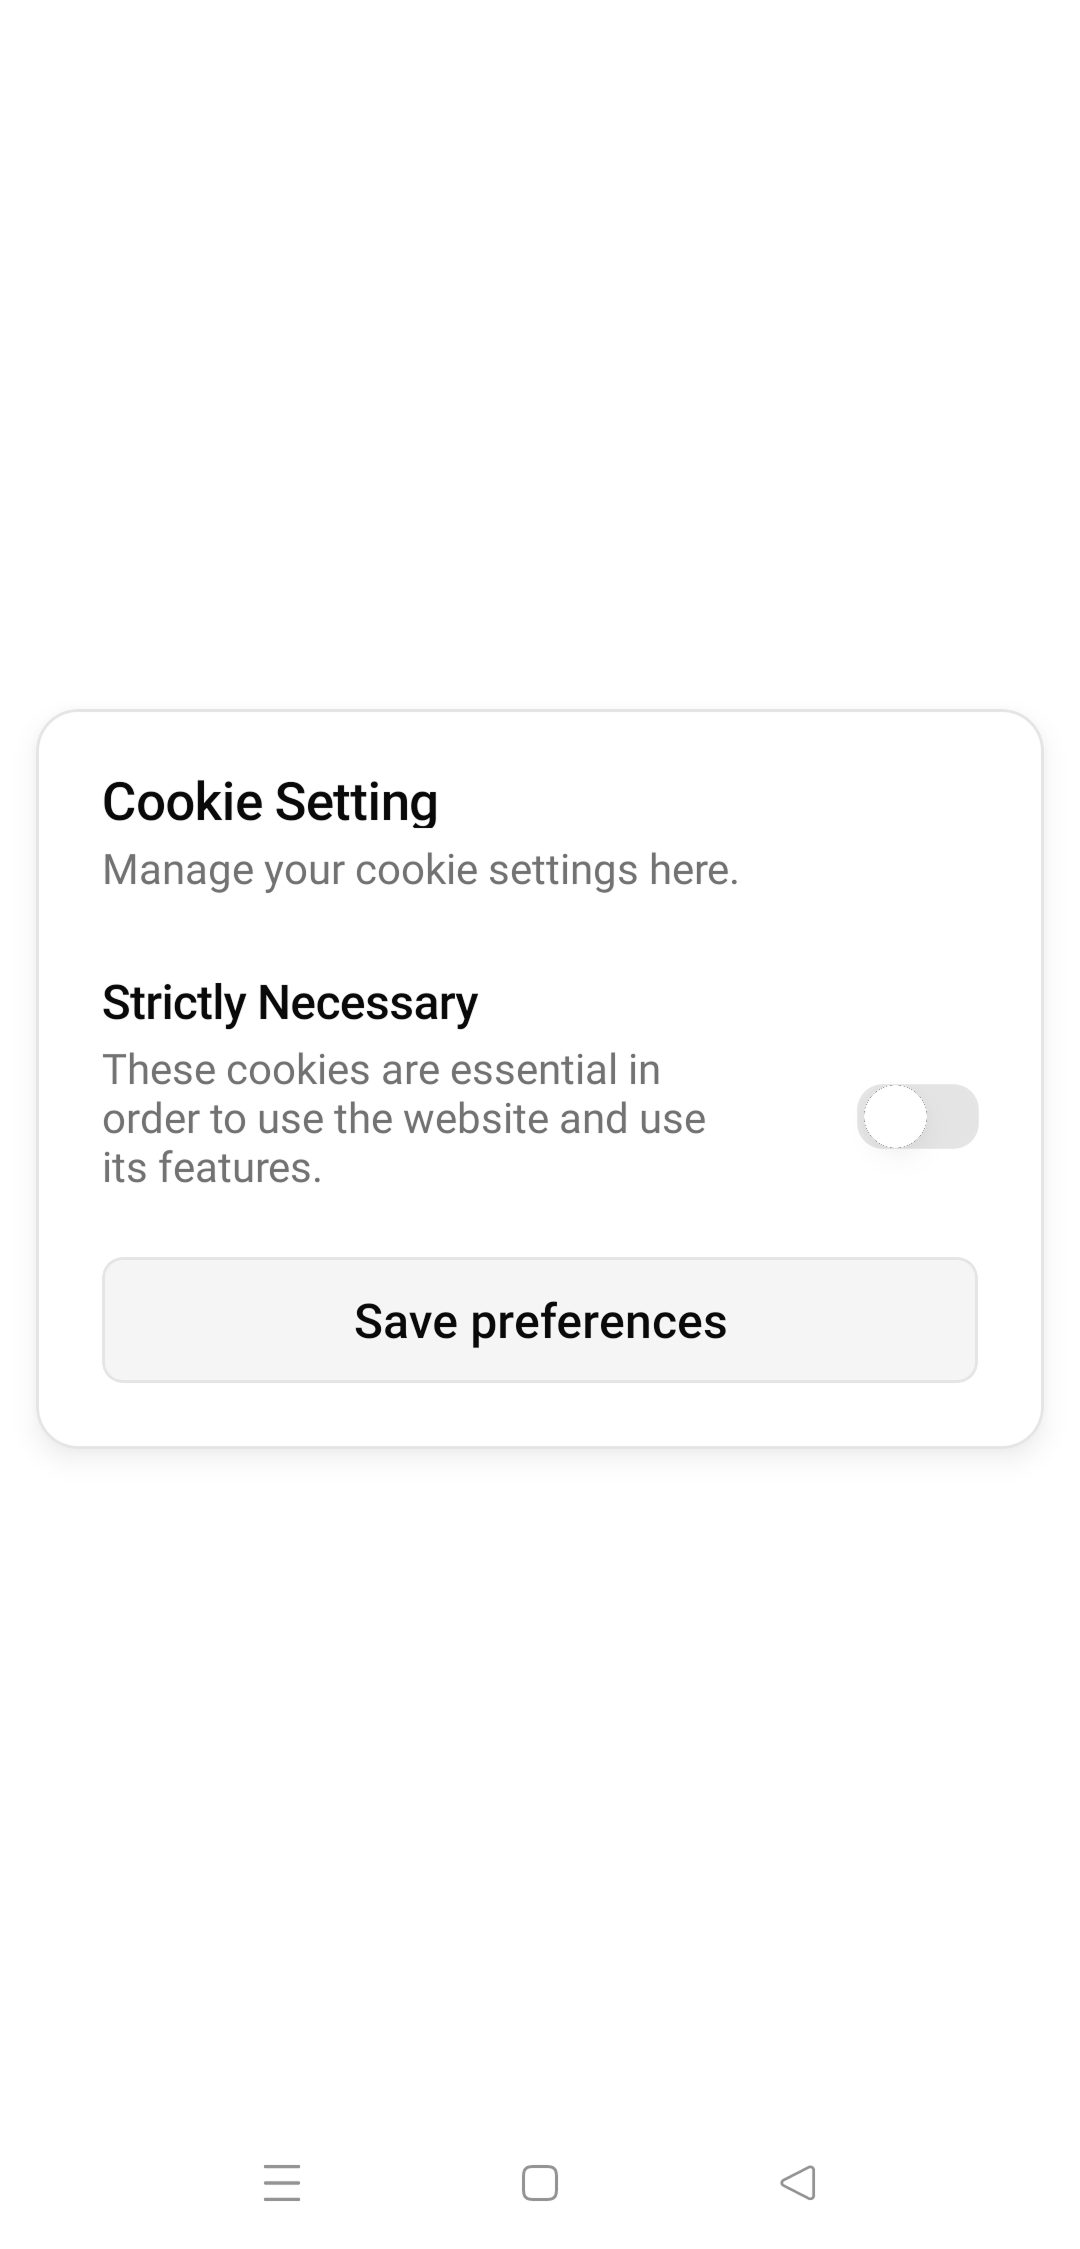 Cookie Setting
Manage your cookie settings here.
Strictly Necessary
These cookies are essential in
order to use the website and use
its features.
Save preferences